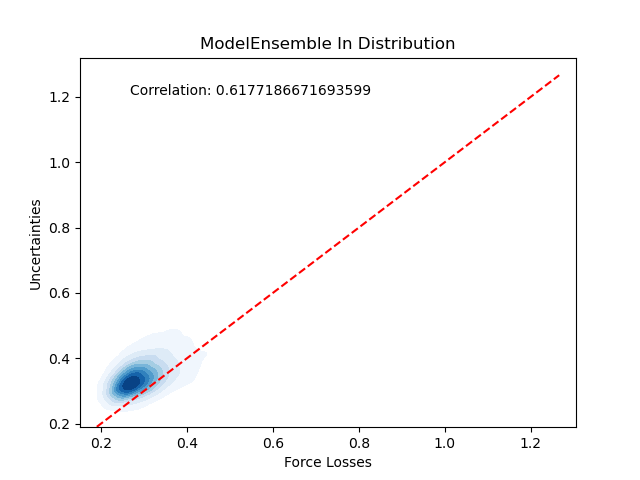 ModelEnsemble In Distribution
Correlation: 0.6177186671693599
Uncertainties
1.2
1.0
0.8
0.6
0.4
0.2
0.2 0.4 0.6 0.8 1.0 1.2
Force Losses